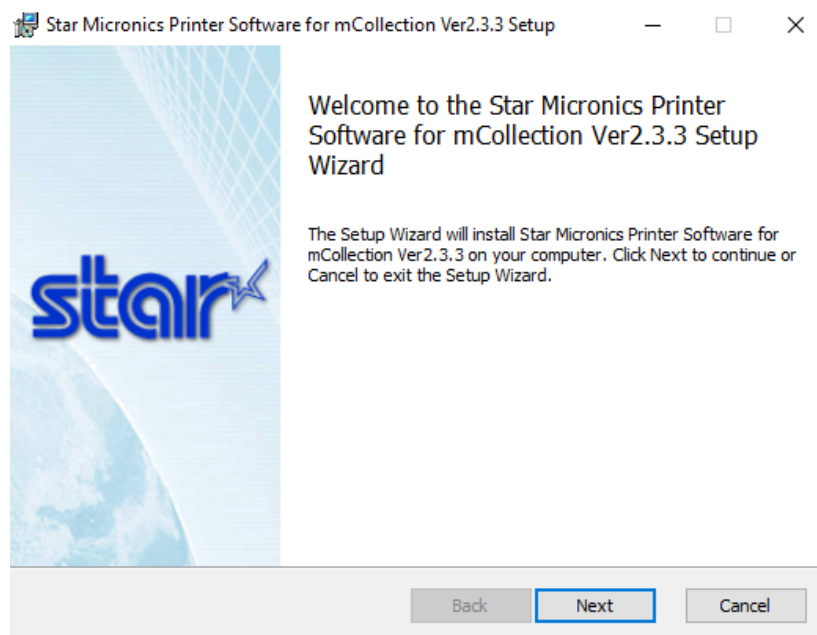 Star Micronics Printer Software for mCollection Ver2.3.3 Setup
Welcome to the Star Micronics Printer
Software for mCollection Ver2.3.3 Setup
Wizard
The Setup Wizard will install Star Micronics Printer Software for
mCollection Ver2.3.3 on your computer. Click Next to continue or
Cancel to exit the Setup Wizard.
star
Back
Next
Cancel